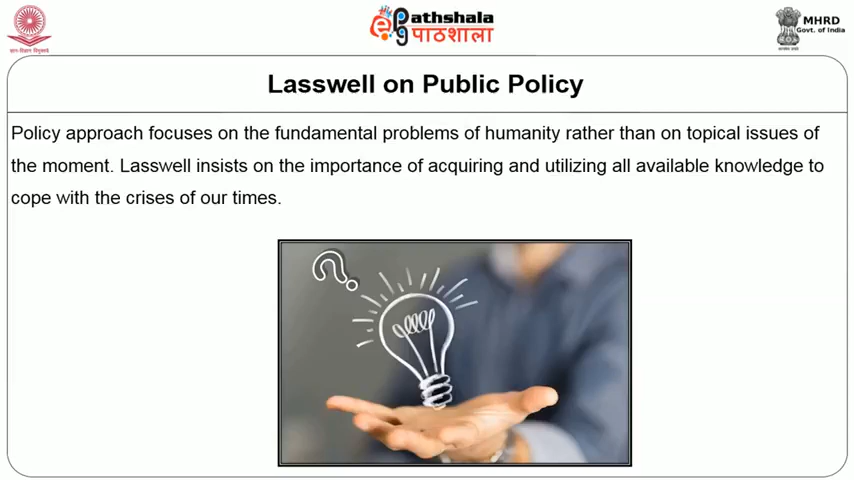 ePathshala
पाठशाला
MHRD
Govt. of India
Lasswell on Public Policy
Policy approach focuses on the fundamental problems of humanity rather than on topical issues of
the moment. Lasswell insists on the importance of acquiring and utilizing all available knowledge to
cope with the crises of our times.
?